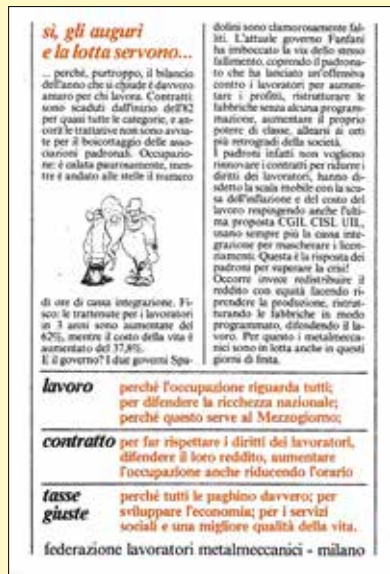 sì, gli auguri
e la lotta servono...
... perché, purtroppo, il bilancio
dell'anno che si chiude è davvero
amaro per chi lavora. Contratti:
sono scaduti dall'inizio dell'82
per quasi tutte le categorie, e an-
cora le trattative non sono avvia-
te per il boicottaggio delle asso-
ciazioni padronali. Occupazio-
ne: è calata paurosamente, men-
tre è andato alle stelle il numero
di ore di cassa integrazione. Fi-
sco: le trattenute per i lavoratori
in 3 anni sono aumentate del
62%, mentre il costo della vita è
aumentato del 37,8%.
E il governo? I due governi Spa-
dolini sono clamorosamente fal-
liti. L'attuale governo Fanfani
ha imboccato la via dello stesso
fallimento, coprendo il padrona-
to che ha lanciato un'offensiva
contro i lavoratori per aumen-
tare i profitti, ristrutturare le
fabbriche senza alcuna program-
mazione, aumentare il proprio
potere di classe, allearsi ai ceti
più retrogradi della società.
I padroni infatti non vogliono
rinnovare i contratti per ridurre i
diritti dei lavoratori, hanno di-
sdetto la scala mobile con la scu-
sa dell'inflazione e del costo del
lavoro respingendo anche l'ulti-
ma proposta CGIL CISL UIL,
usano sempre più la cassa inte-
grazione per mascherare i licen-
ziamenti. Questa è la risposta dei
padroni per superare la crisi!
Occorre invece redistribuire il
reddito con equità facendo ri-
prendere la produzione, ristrut-
turando le fabbriche in modo
programmato, difendendo il la-
voro. Per questo i metalmecca-
nici sono in lotta anche in questi
giorni di festa.
lavoro perché l'occupazione riguarda tutti;
per difendere la ricchezza nazionale;
perché questo serve al Mezzogiorno;
contratto per far rispettare i diritti dei lavoratori,
difendere il loro reddito, aumentare
l'occupazione anche riducendo l'orario
tasse giuste perché tutti le paghino davvero; per
sviluppare l'economia; per i servizi
sociali e una migliore qualità della vita.
federazione lavoratori metalmeccanici - milano